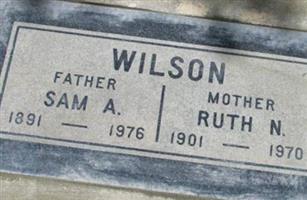 WILSON
FATHER
SAM A.
1891 — 1976
MOTHER
RUTH N.
1901 — 1970